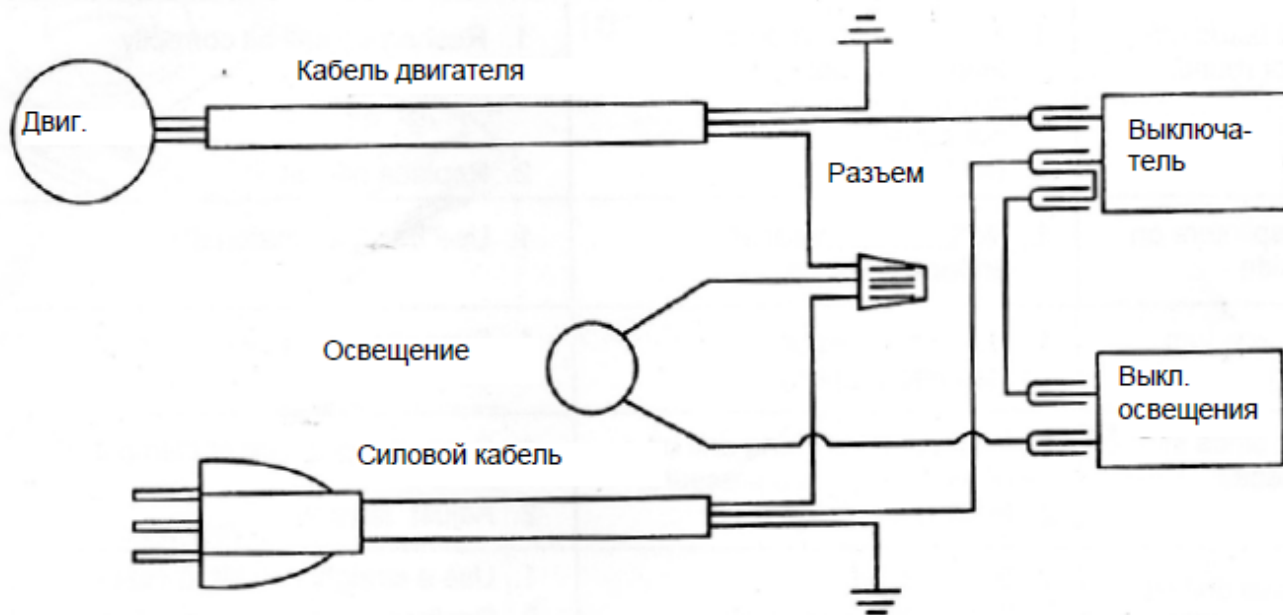 Кабель двигателя
Двиг.
Выключа-
тель
Разъем
Освещение
Выкл.
освещения
Силовой кабель